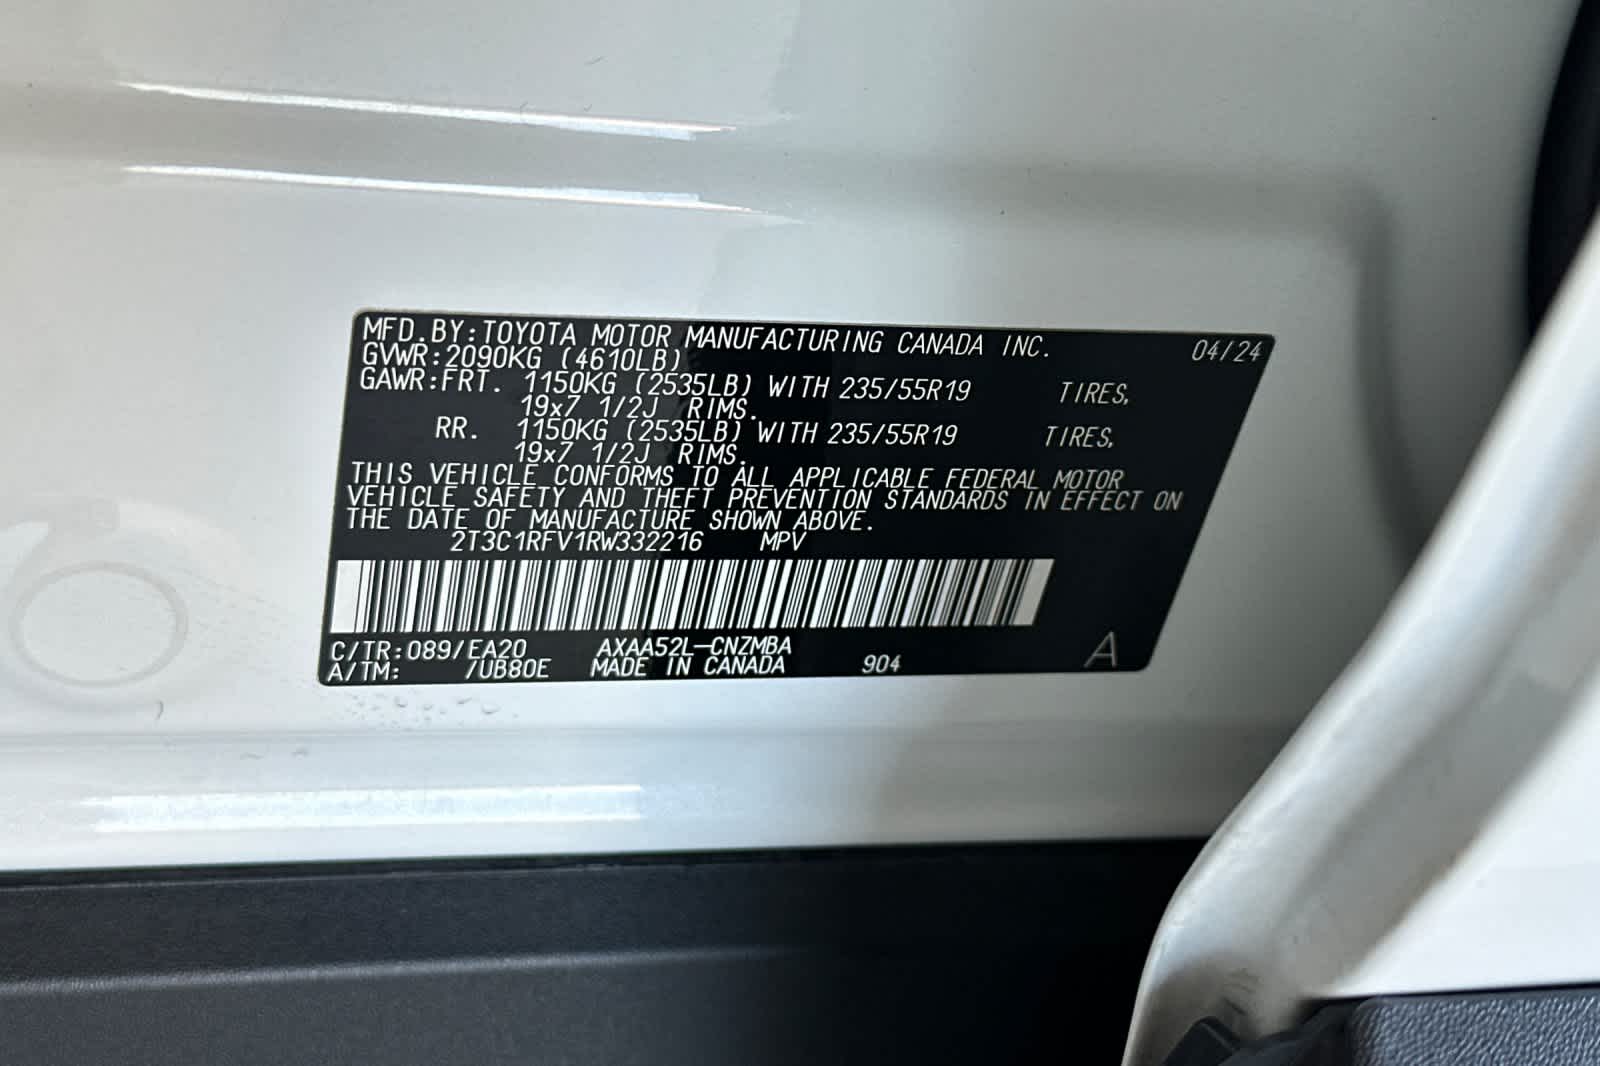 MFD.BY:TOYOTA MOTOR MANUFACTURING CANADA INC. 04/24
GVWR:2090KG (4610LB)
GAWR:FRT. 1150KG (2535LB) WITH 235/55R19 TIRES,
19x7 1/2J RIMS.
RR. 1150KG (2535LB) WITH 235/55R19 TIRES,
19x7 1/2J RIMS.
THIS VEHICLE CONFORMS TO ALL APPLICABLE FEDERAL MOTOR
VEHICLE SAFETY AND THEFT PREVENTION STANDARDS IN EFFECT ON
THE DATE OF MANUFACTURE SHOWN ABOVE.
2T3C1RFV1RW332216 MPV
C/TR:089/EA20 AXAA52L-CNZMBA
A/TM: /UB80E MADE IN CANADA 904 A